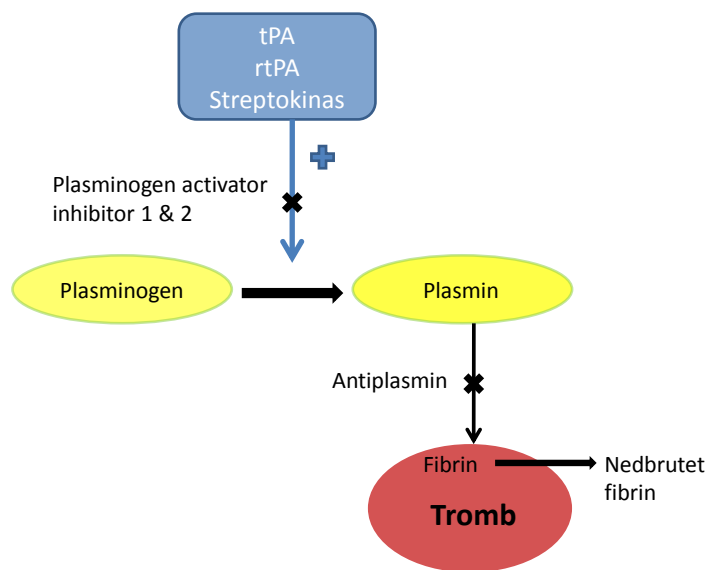 tPA
rtPA
Streptokinas
Plasminogen activator
inhibitor 1 & 2
Plasminogen
Plasmin
Antiplasmin
Fibrin
Nedbrutet
fibrin
Tromb